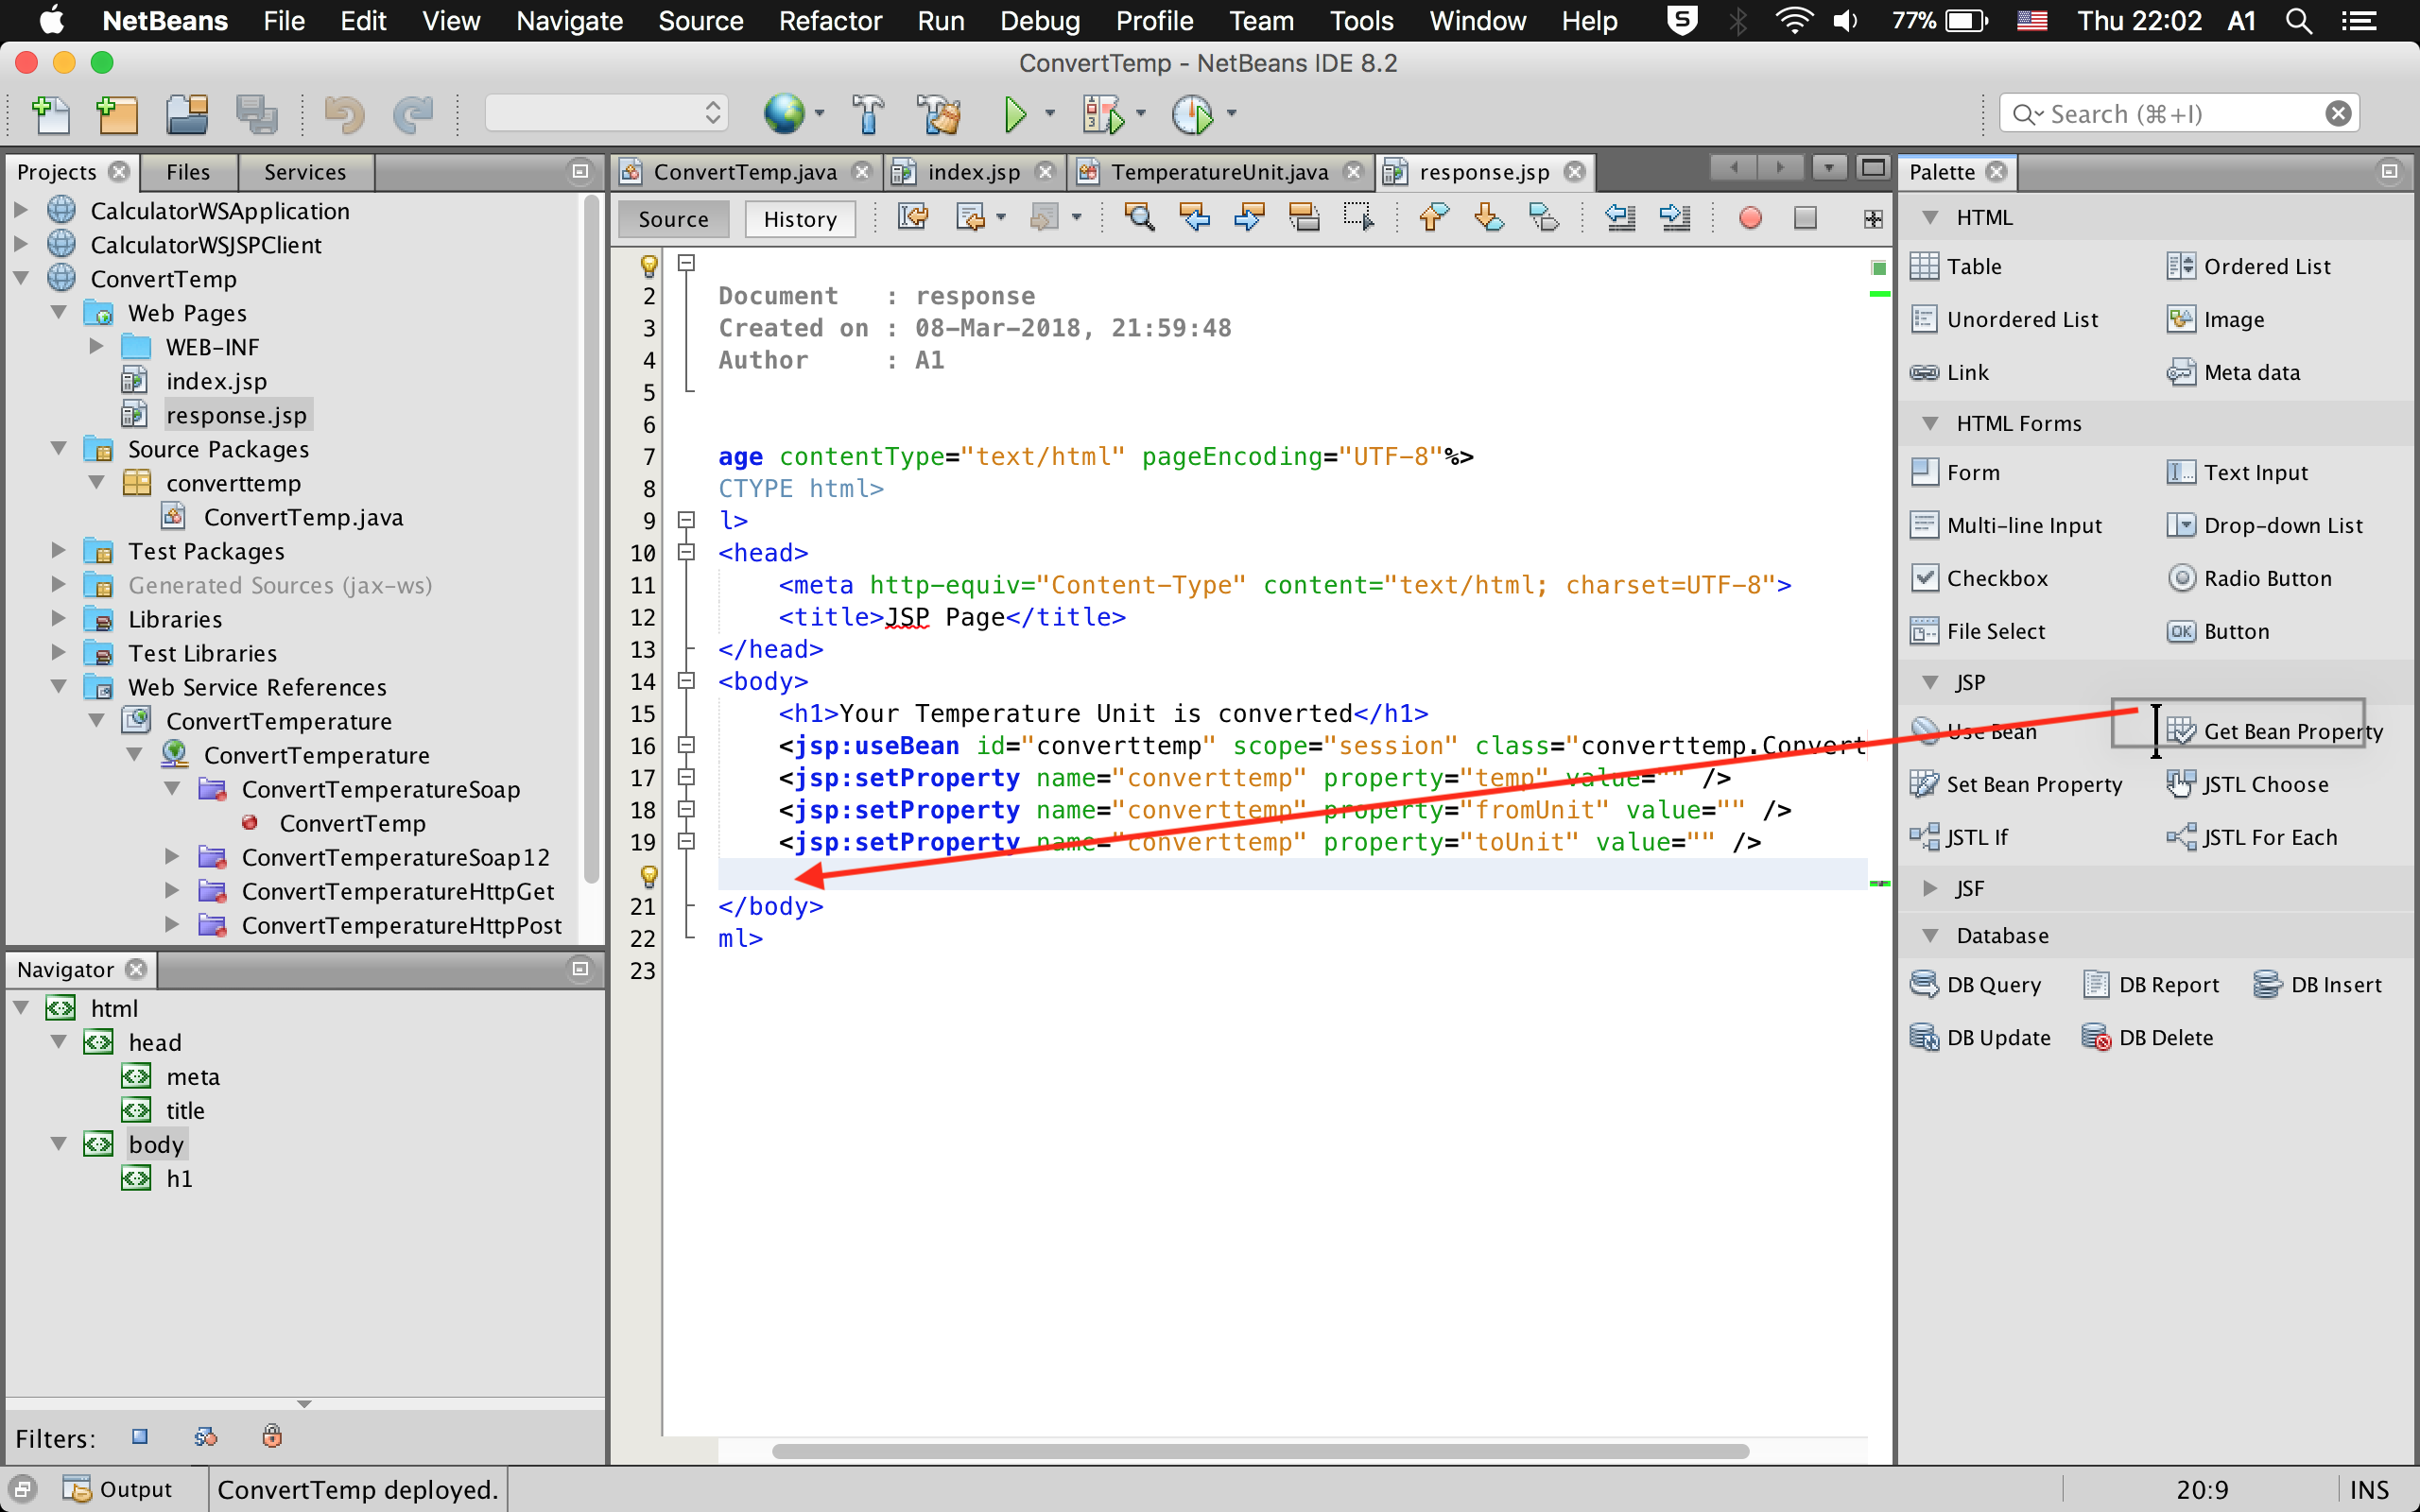 NetBeans File Edit View Navigate Source Refactor Run Debug Profile Team Tools Window Help 77% Thu 22:02 A1
ConvertTemp - NetBeans IDE 8.2
Search (⌘+I)
Projects Files Services
CalculatorWSApplication
CalculatorWSJSPClient
ConvertTemp
Web Pages
WEB-INF
index.jsp
response.jsp
Source Packages
converttemp
ConvertTemp.java
Test Packages
Generated Sources (jax-ws)
Libraries
Test Libraries
Web Service References
ConvertTemperature
ConvertTemperature
ConvertTemperatureSoap
ConvertTemp
ConvertTemperatureSoap12
ConvertTemperatureHttpGet
ConvertTemperatureHttpPost
Navigator
html
head
meta
title
body
h1
Filters:
ConvertTemp.java index.jsp TemperatureUnit.java response.jsp
Source History
2 Document   : response
3 Created on : 08-Mar-2018, 21:59:48
4 Author     : A1
5
6
7 age contentType="text/html" pageEncoding="UTF-8"%>
8 CTYPE html>
9 l>
10 <head>
11 <meta http-equiv="Content-Type" content="text/html; charset=UTF-8">
12 <title>JSP Page</title>
13 </head>
14 <body>
15 <h1>Your Temperature Unit is converted</h1>
16 <jsp:useBean id="converttemp" scope="session" class="converttemp.Convert
17 <jsp:setProperty name="converttemp" property="temp" value="" />
18 <jsp:setProperty name="converttemp" property="fromUnit" value="" />
19 <jsp:setProperty name="converttemp" property="toUnit" value="" />
21 </body>
22 ml>
23
Palette
HTML
Table Ordered List
Unordered List Image
Link Meta data
HTML Forms
Form Text Input
Multi-line Input Drop-down List
Checkbox Radio Button
File Select Button
JSP
Use Bean Get Bean Property
Set Bean Property JSTL Choose
JSTL If JSTL For Each
JSF
Database
DB Query DB Report DB Insert
DB Update DB Delete
Output ConvertTemp deployed. 20:9 INS